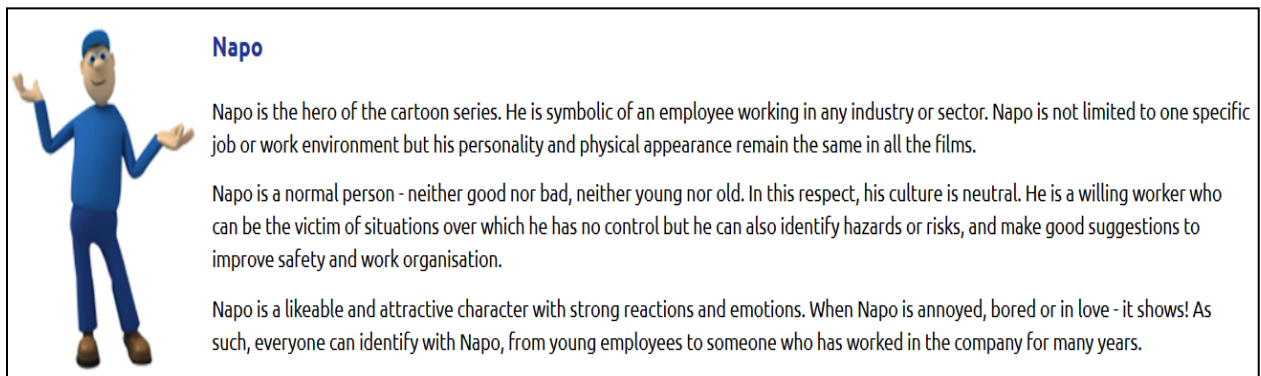 Napo
Napo is the hero of the cartoon series. He is symbolic of an employee working in any industry or sector. Napo is not limited to one specific
job or work environment but his personality and physical appearance remain the same in all the films.
Napo is a normal person - neither good nor bad, neither young nor old. In this respect, his culture is neutral. He is a willing worker who
can be the victim of situations over which he has no control but he can also identify hazards or risks, and make good suggestions to
improve safety and work organisation.
Napo is a likeable and attractive character with strong reactions and emotions. When Napo is annoyed, bored or in love - it shows! As
such, everyone can identify with Napo, from young employees to someone who has worked in the company for many years.